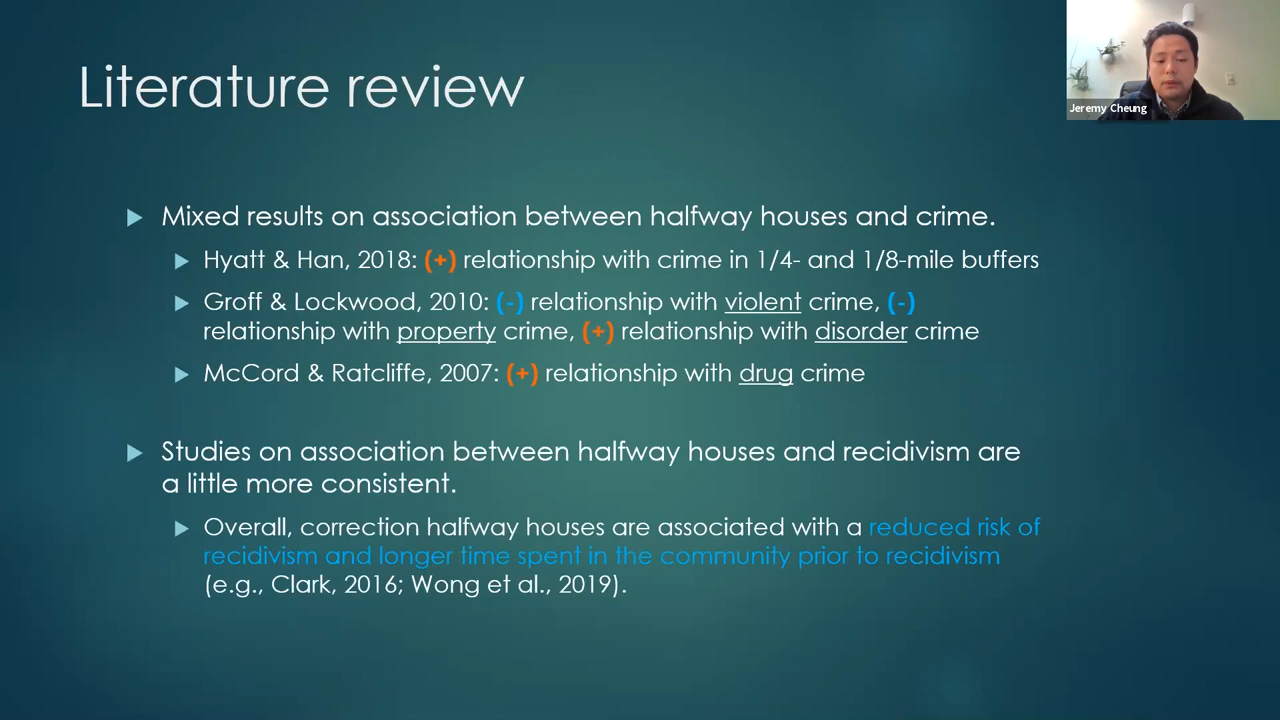 Literature review
Jeremy Cheung
Mixed results on association between halfway houses and crime.
Hyatt & Han, 2018: (+) relationship with crime in 1/4- and 1/8-mile buffers
Groff & Lockwood, 2010: (-) relationship with violent crime, (-)
relationship with property crime, (+) relationship with disorder crime
McCord & Ratcliffe, 2007: (+) relationship with drug crime
Studies on association between halfway houses and recidivism are
a little more consistent.
Overall, correction halfway houses are associated with a reduced risk of
recidivism and longer time spent in the community prior to recidivism
(e.g., Clark, 2016; Wong et al., 2019).